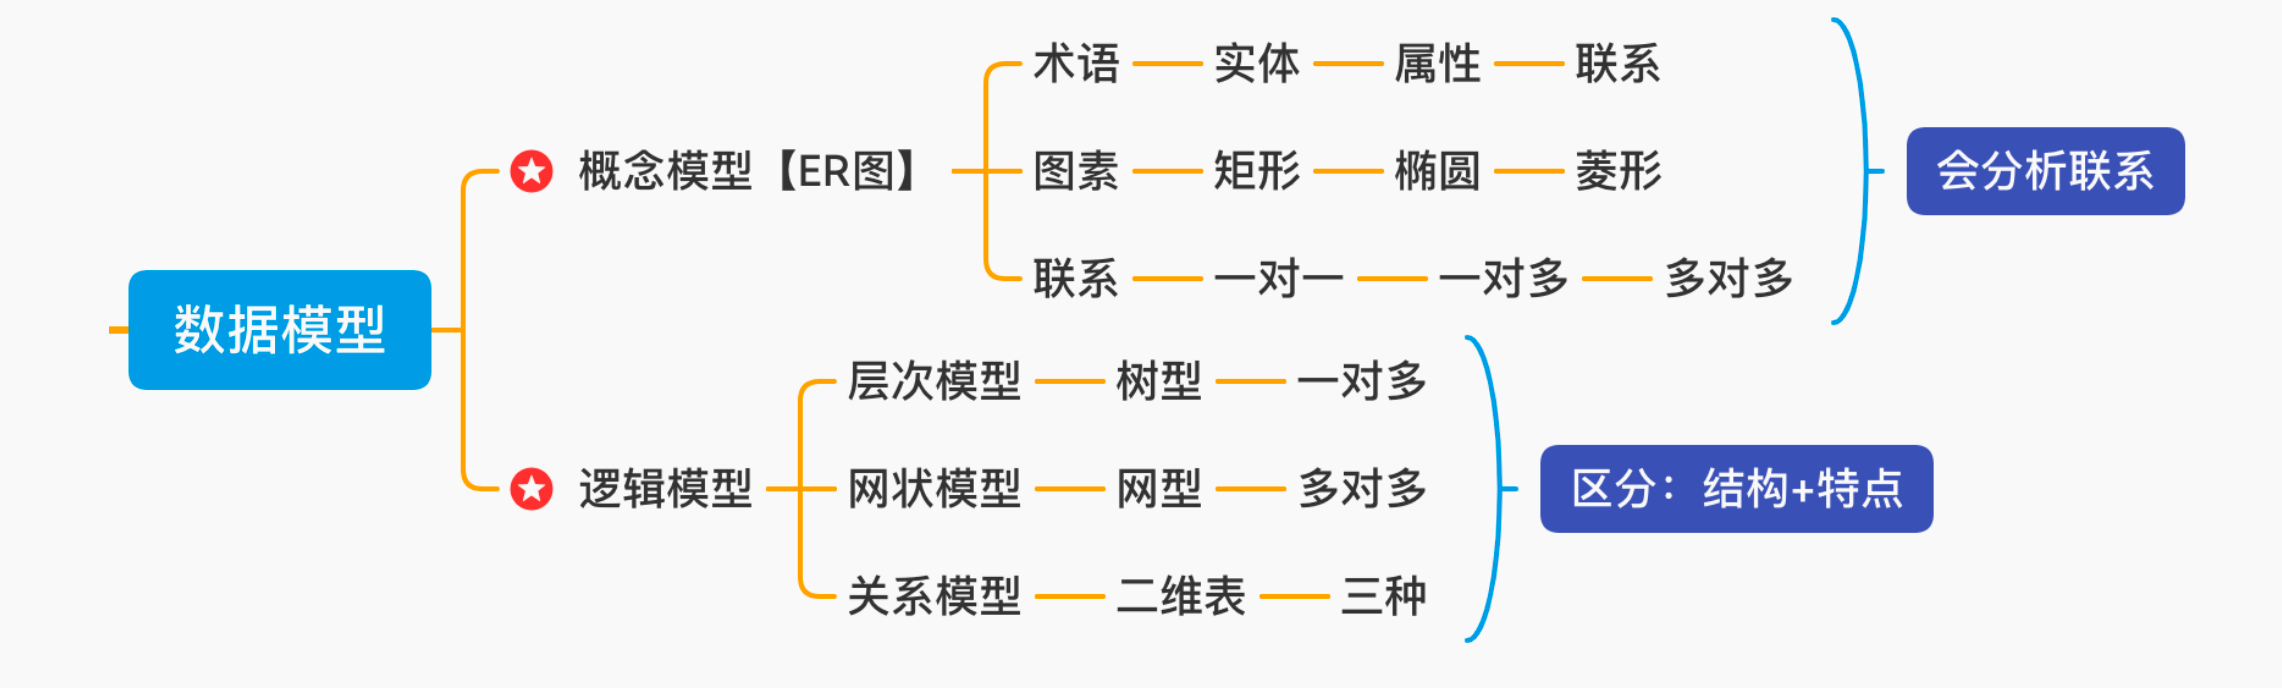 术语 实体 属性 联系
概念模型【ER图】 图素 矩形 椭圆 菱形 会分析联系
联系 一对一 一对多 多对多
数据模型
层次模型 树型 一对多
逻辑模型 网状模型 网型 多对多 区分：结构+特点
关系模型 二维表 三种